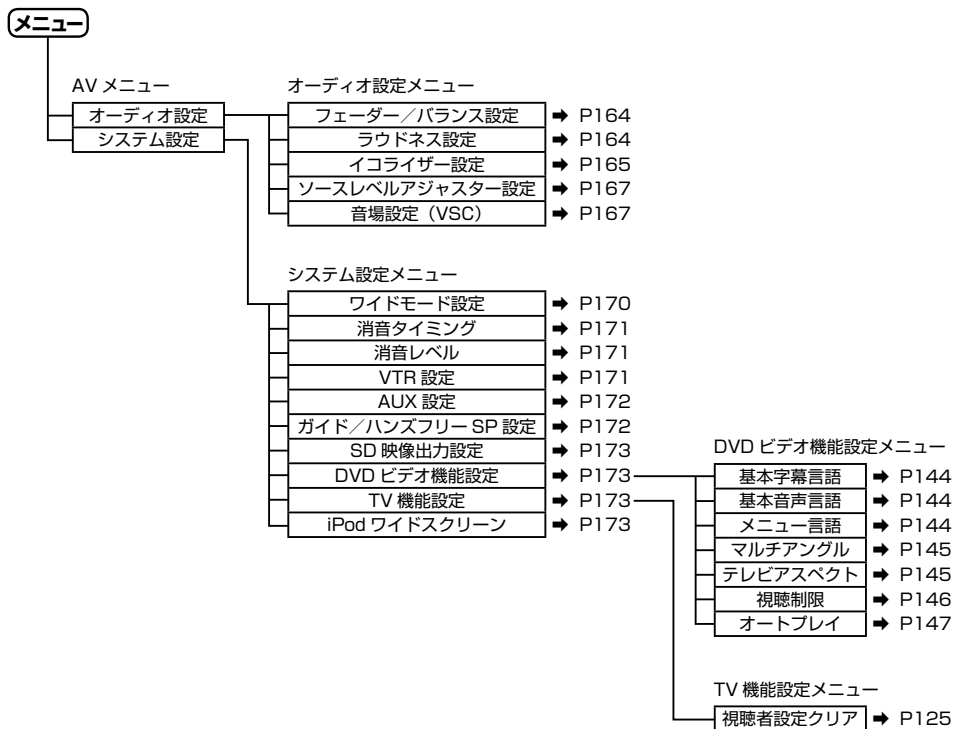 メニュー
AV メニュー
オーディオ設定
システム設定
オーディオ設定メニュー
フェーダー／バランス設定 ➡ P164
ラウドネス設定 ➡ P164
イコライザー設定 ➡ P165
ソースレベルアジャスター設定 ➡ P167
音場設定（VSC） ➡ P167
システム設定メニュー
ワイドモード設定 ➡ P170
消音タイミング ➡ P171
消音レベル ➡ P171
VTR 設定 ➡ P171
AUX 設定 ➡ P172
ガイド／ハンズフリー SP 設定 ➡ P172
SD 映像出力設定 ➡ P173
DVD ビデオ機能設定 ➡ P173
TV 機能設定 ➡ P173
iPod ワイドスクリーン ➡ P173
DVD ビデオ機能設定メニュー
基本字幕言語 ➡ P144
基本音声言語 ➡ P144
メニュー言語 ➡ P144
マルチアングル ➡ P145
テレビアスペクト ➡ P145
視聴制限 ➡ P146
オートプレイ ➡ P147
TV 機能設定メニュー
視聴者設定クリア ➡ P125